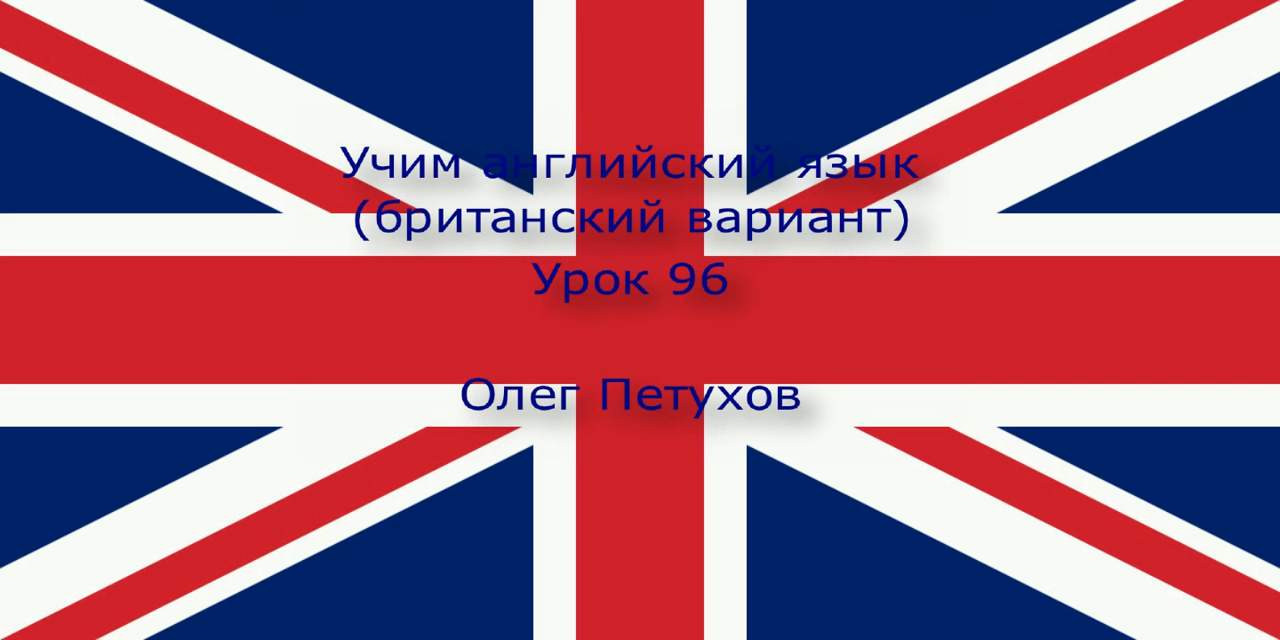 Учим английский язык
(британский вариант)
Урок 96
Олег Петухов